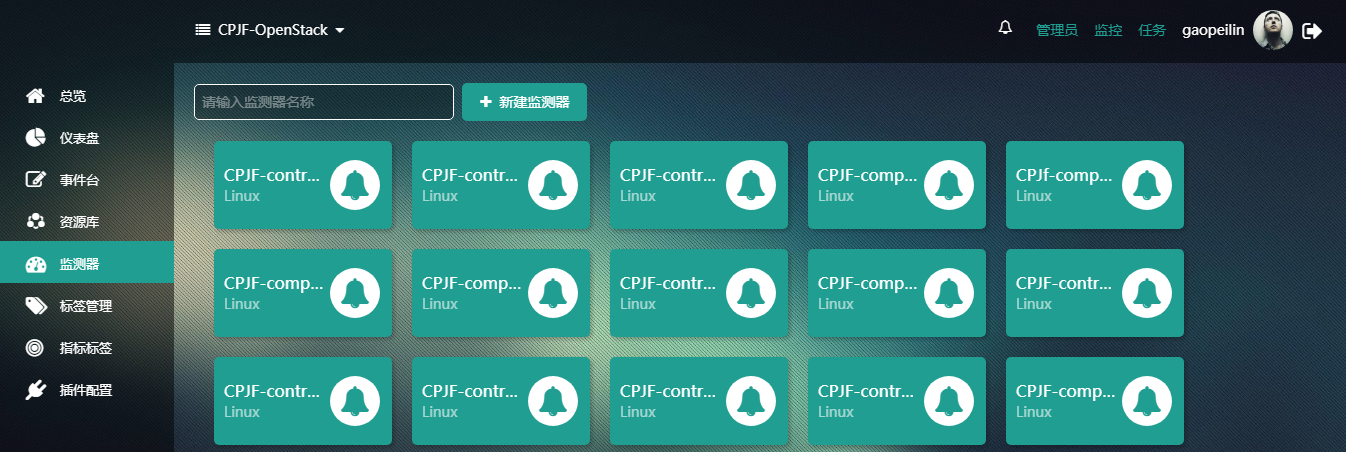 CPJF-OpenStack
管理员 监控 任务 gaopeilin
总览
仪表盘
事件台
资源库
监测器
标签管理
指标标签
插件配置
请输入监测器名称
新建监测器
CPJF-contr... CPJF-contr... CPJF-contr... CPJF-comp... CPJf-comp...
Linux Linux Linux Linux Linux
CPJF-comp... CPJF-comp... CPJF-contr... CPJF-comp... CPJF-contr...
Linux Linux Linux Linux Linux
CPJF-contr... CPJF-contr... CPJF-contr... CPJF-contr... CPJF-comp...
Linux Linux Linux Linux Linux